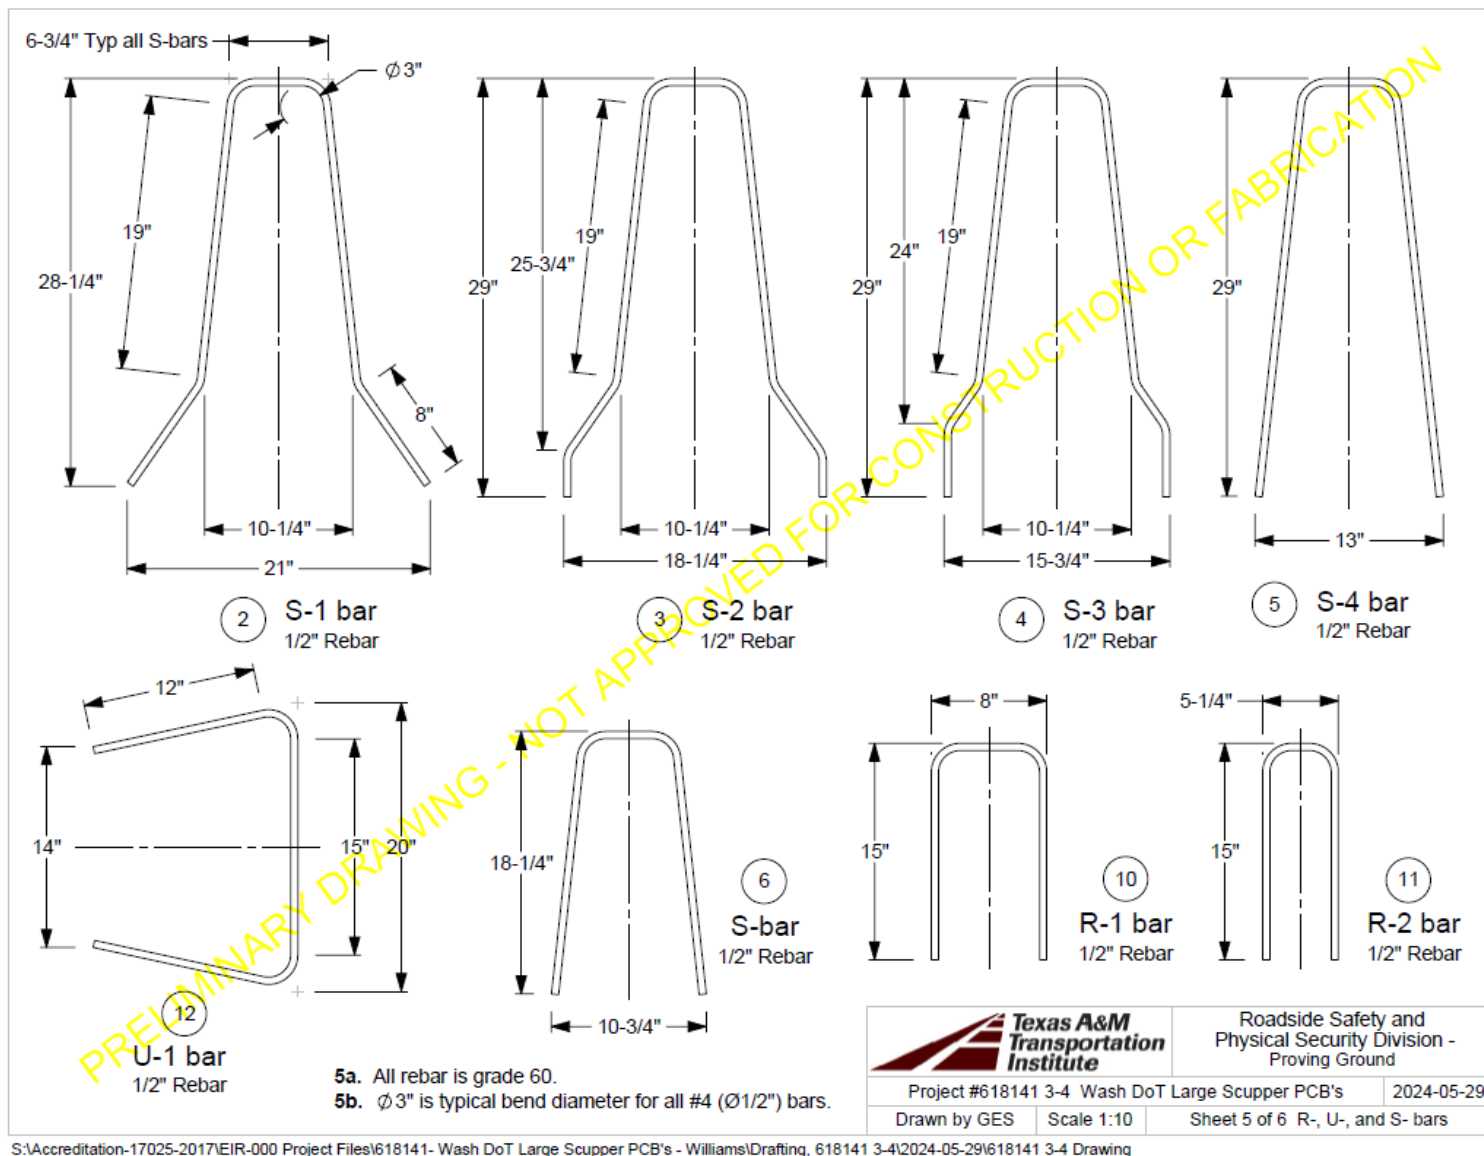 6-3/4" Typ all S-bars
Ø3"
19"
28-1/4"
8"
10-1/4"
21"
2
S-1 bar
1/2" Rebar
29"
25-3/4"
19"
10-1/4"
18-1/4"
3
S-2 bar
1/2" Rebar
29"
24"
19"
10-1/4"
15-3/4"
4
S-3 bar
1/2" Rebar
29"
13"
5
S-4 bar
1/2" Rebar
PRELIMINARY DRAWING - NOT APPROVED FOR CONSTRUCTION OR FABRICATION
12"
14"
15"
20"
12
U-1 bar
1/2" Rebar
18-1/4"
10-3/4"
6
S-bar
1/2" Rebar
8"
15"
10
R-1 bar
1/2" Rebar
5-1/4"
15"
11
R-2 bar
1/2" Rebar
5a. All rebar is grade 60.
5b. Ø3" is typical bend diameter for all #4 (Ø1/2") bars.
Texas A&M
Transportation
Institute
Roadside Safety and
Physical Security Division -
Proving Ground
Project #618141 3-4 Wash DoT Large Scupper PCB's
2024-05-29
Drawn by GES
Scale 1:10
Sheet 5 of 6 R-, U-, and S- bars
S:\Accreditation-17025-2017\EIR-000 Project Files\618141- Wash DoT Large Scupper PCB's - Williams\Drafting, 618141 3-4\2024-05-29\618141 3-4 Drawing